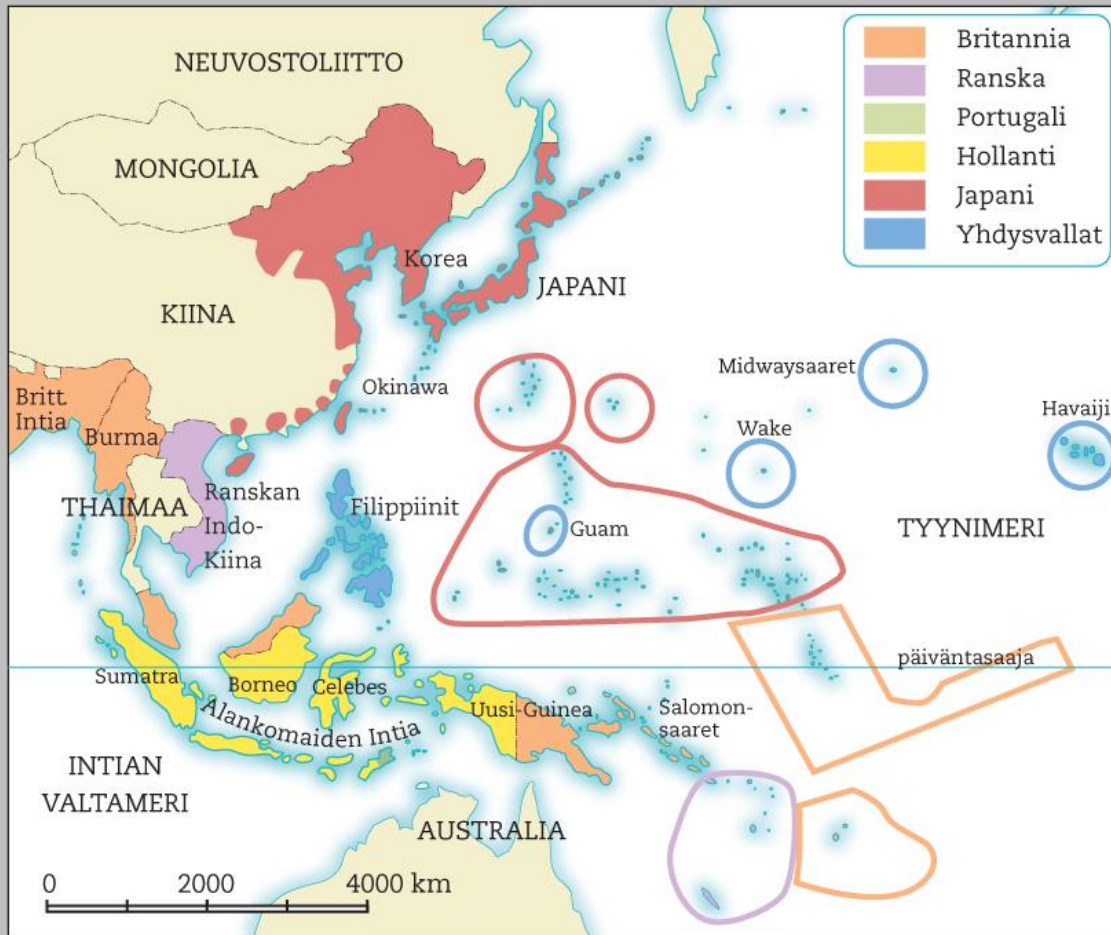 NEUVOSTOLIITTO
MONGOLIA
KIINA
Korea
JAPANI
Okinawa
Britt.
Intia
Burma
THAIMAA
Ranskan
Indo-
Kiina
Filippiinit
Guam
Midwaysaaret
Wake
Havaiji
TYYNIMERI
päiväntasaaja
Sumatra
Borneo
Celebes
Alankomaiden Intia
Uusi-Guinea
Salomon-
saaret
INTIAN
VALTAMERI
AUSTRALIA
0 2000 4000 km
Britannia
Ranska
Portugali
Hollanti
Japani
Yhdysvallat